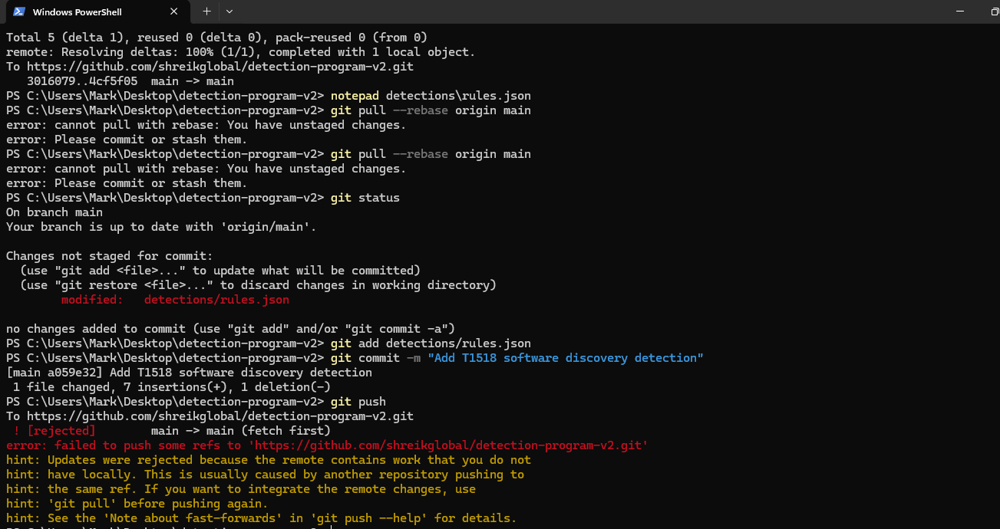 Windows PowerShell
Total 5 (delta 1), reused 0 (delta 0), pack-reused 0 (from 0)
remote: Resolving deltas: 100% (1/1), completed with 1 local object.
To https://github.com/shreikglobal/detection-program-v2.git
   3016079..4cf5f05  main -> main
PS C:\Users\Mark\Desktop\detection-program-v2> notepad detections\rules.json
PS C:\Users\Mark\Desktop\detection-program-v2> git pull --rebase origin main
error: cannot pull with rebase: You have unstaged changes.
error: Please commit or stash them.
PS C:\Users\Mark\Desktop\detection-program-v2> git pull --rebase origin main
error: cannot pull with rebase: You have unstaged changes.
error: Please commit or stash them.
PS C:\Users\Mark\Desktop\detection-program-v2> git status
On branch main
Your branch is up to date with 'origin/main'.

Changes not staged for commit:
  (use "git add <file>..." to update what will be committed)
  (use "git restore <file>..." to discard changes in working directory)
        modified:   detections/rules.json

no changes added to commit (use "git add" and/or "git commit -a")
PS C:\Users\Mark\Desktop\detection-program-v2> git add detections/rules.json
PS C:\Users\Mark\Desktop\detection-program-v2> git commit -m "Add T1518 software discovery detection"
[main a059e32] Add T1518 software discovery detection
 1 file changed, 7 insertions(+), 1 deletion(-)
PS C:\Users\Mark\Desktop\detection-program-v2> git push
To https://github.com/shreikglobal/detection-program-v2.git
 ! [rejected]        main -> main (fetch first)
error: failed to push some refs to 'https://github.com/shreikglobal/detection-program-v2.git'
hint: Updates were rejected because the remote contains work that you do not
hint: have locally. This is usually caused by another repository pushing to
hint: the same ref. If you want to integrate the remote changes, use
hint: 'git pull' before pushing again.
hint: See the 'Note about fast-forwards' in 'git push --help' for details.